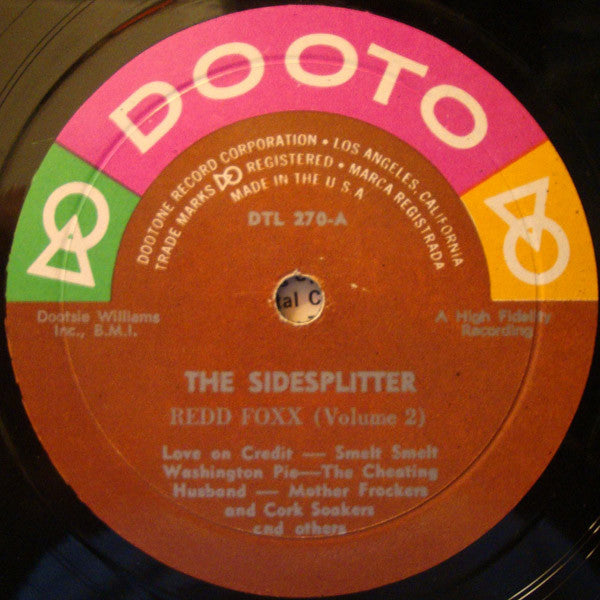 DOOTO
DOOTONE RECORD CORPORATION • LOS ANGELES, CALIFORNIA
TRADE MARKS REGISTERED • MARCA REGISTRADA
MADE IN THE U S A
DTL 270-A
tal C
Dootsie Williams
Inc., B.M.I.
A High Fidelity
Recording
THE SIDESPLITTER
REDD FOXX (Volume 2)
Love on Credit — Smelt Smelt
Washington Pie—The Cheating
Husband — Mother Frockers
and Cork Soakers
and others